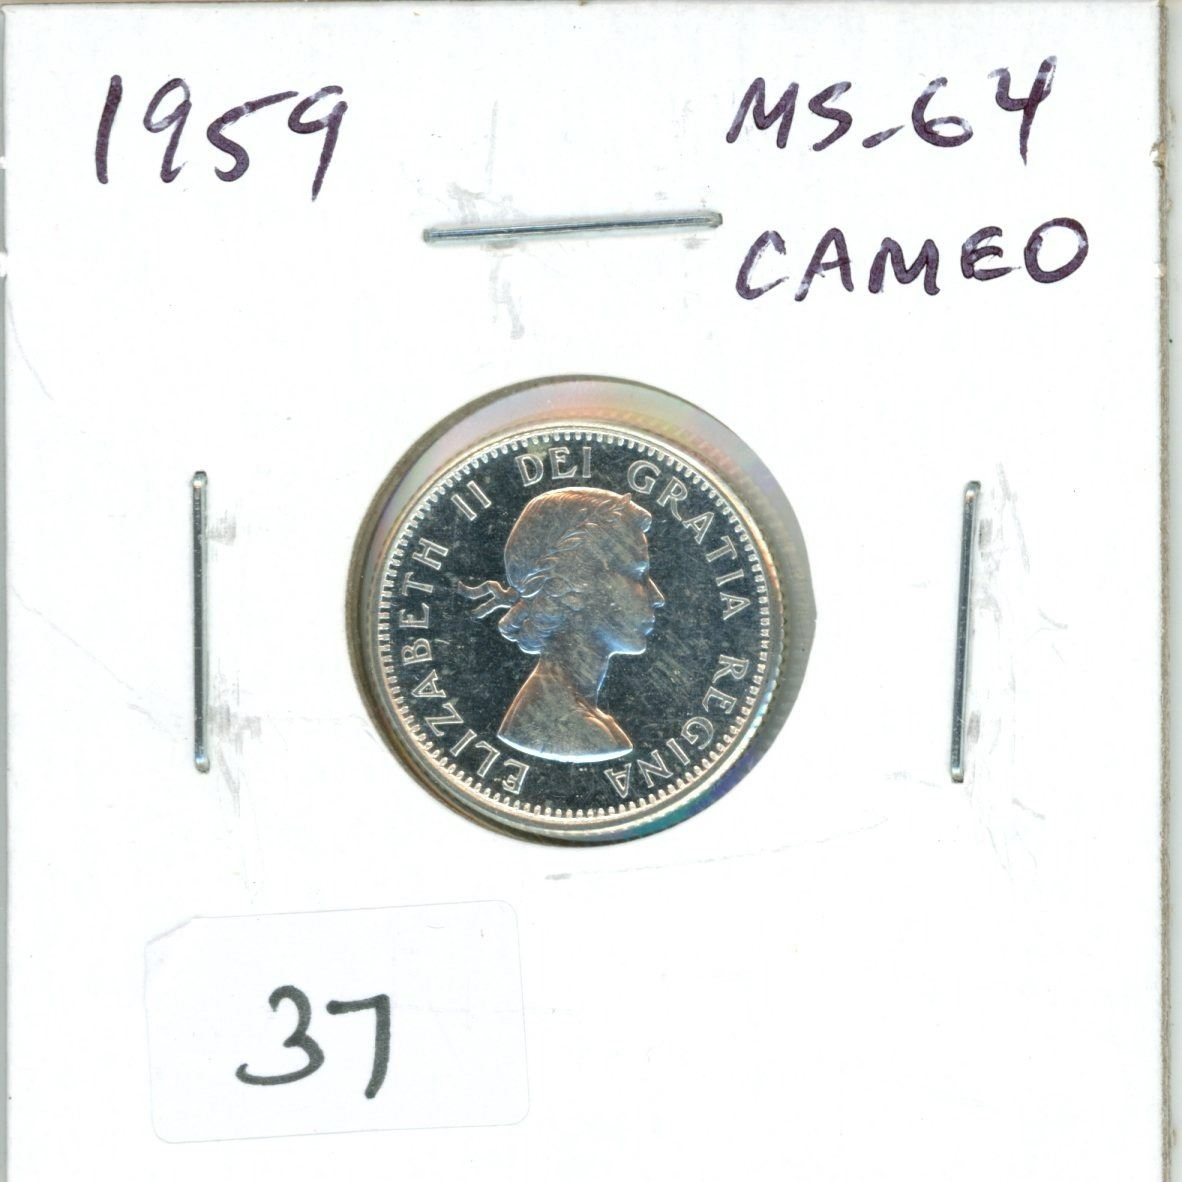 1959
MS-64
CAMEO
ELIZABETH II DEI GRATIA REGINA
37